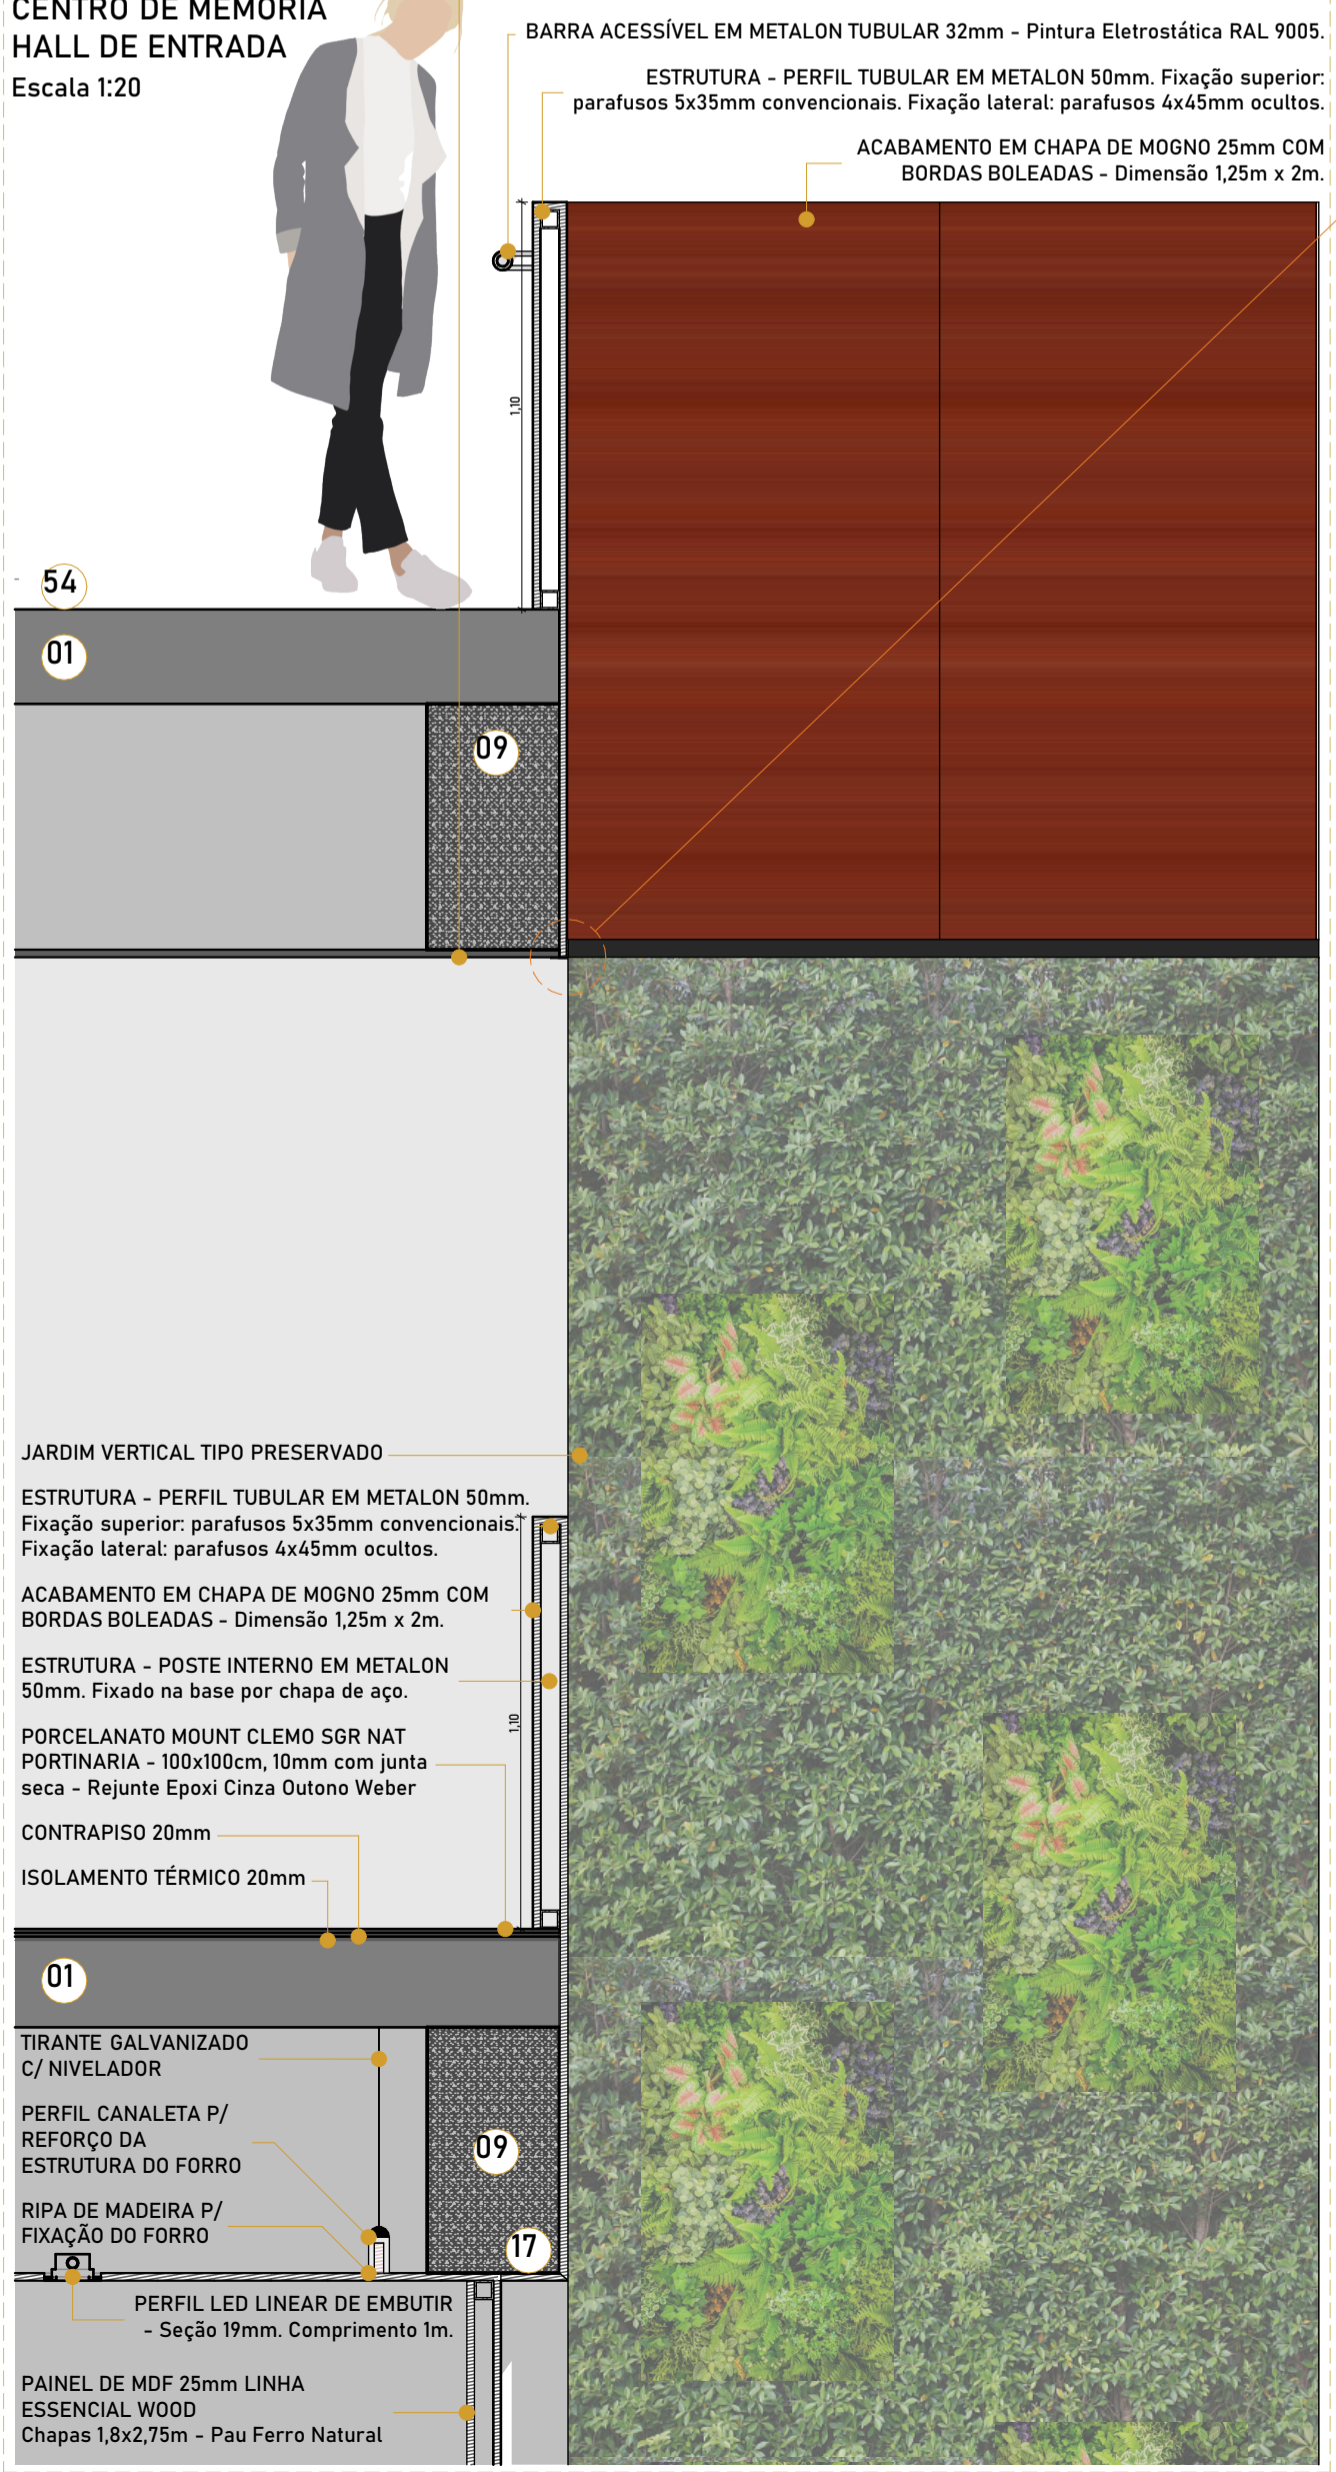 CENTRO DE MEMÓRIA
HALL DE ENTRADA
Escala 1:20
BARRA ACESSÍVEL EM METALON TUBULAR 32mm - Pintura Eletrostática RAL 9005.
ESTRUTURA - PERFIL TUBULAR EM METALON 50mm. Fixação superior:
parafusos 5x35mm convencionais. Fixação lateral: parafusos 4x45mm ocultos.
ACABAMENTO EM CHAPA DE MOGNO 25mm COM
BORDAS BOLEADAS - Dimensão 1,25m x 2m.
1,10
54
01
09
JARDIM VERTICAL TIPO PRESERVADO
ESTRUTURA - PERFIL TUBULAR EM METALON 50mm.
Fixação superior: parafusos 5x35mm convencionais.
Fixação lateral: parafusos 4x45mm ocultos.
ACABAMENTO EM CHAPA DE MOGNO 25mm COM
BORDAS BOLEADAS - Dimensão 1,25m x 2m.
ESTRUTURA - POSTE INTERNO EM METALON
50mm. Fixado na base por chapa de aço.
1,10
PORCELANATO MOUNT CLEMO SGR NAT
PORTINARIA - 100x100cm, 10mm com junta
seca - Rejunte Epoxi Cinza Outono Weber
CONTRAPISO 20mm
ISOLAMENTO TÉRMICO 20mm
01
TIRANTE GALVANIZADO
C/ NIVELADOR
PERFIL CANALETA P/
REFORÇO DA
ESTRUTURA DO FORRO
09
RIPA DE MADEIRA P/
FIXAÇÃO DO FORRO
17
PERFIL LED LINEAR DE EMBUTIR
- Seção 19mm. Comprimento 1m.
PAINEL DE MDF 25mm LINHA
ESSENCIAL WOOD
Chapas 1,8x2,75m - Pau Ferro Natural